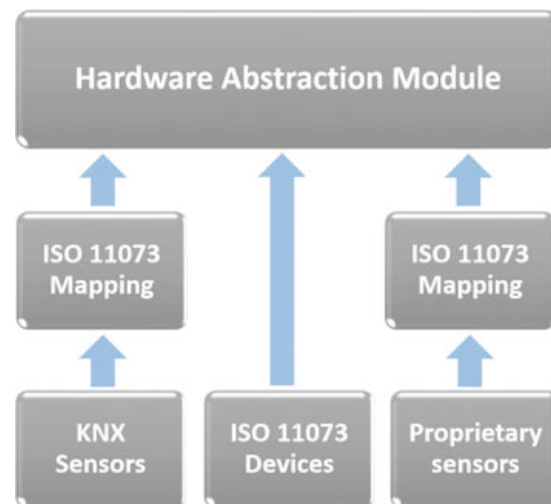 Hardware Abstraction Module
ISO 11073
Mapping
ISO 11073
Mapping
KNX
Sensors
ISO 11073
Devices
Proprietary
sensors